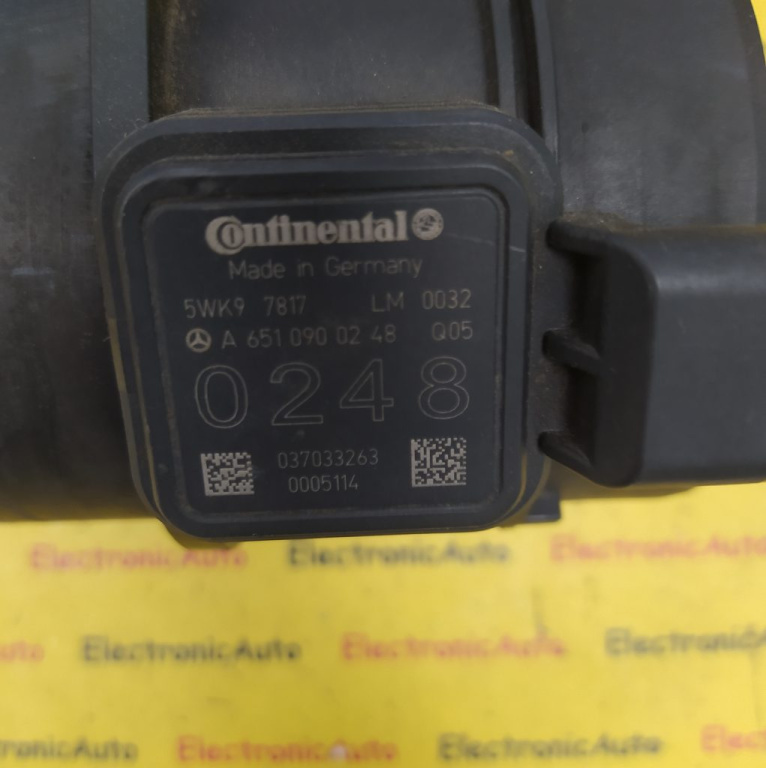 Continental
Made in Germany
5WK9 7817 LM 0032
A 651 090 02 48 Q05
0248
037033263
0005114
ElectronicAuto ElectronicAuto ElectronicAuto
ElectronicAuto ElectronicAuto ElectronicAuto
ElectronicAuto ElectronicAuto